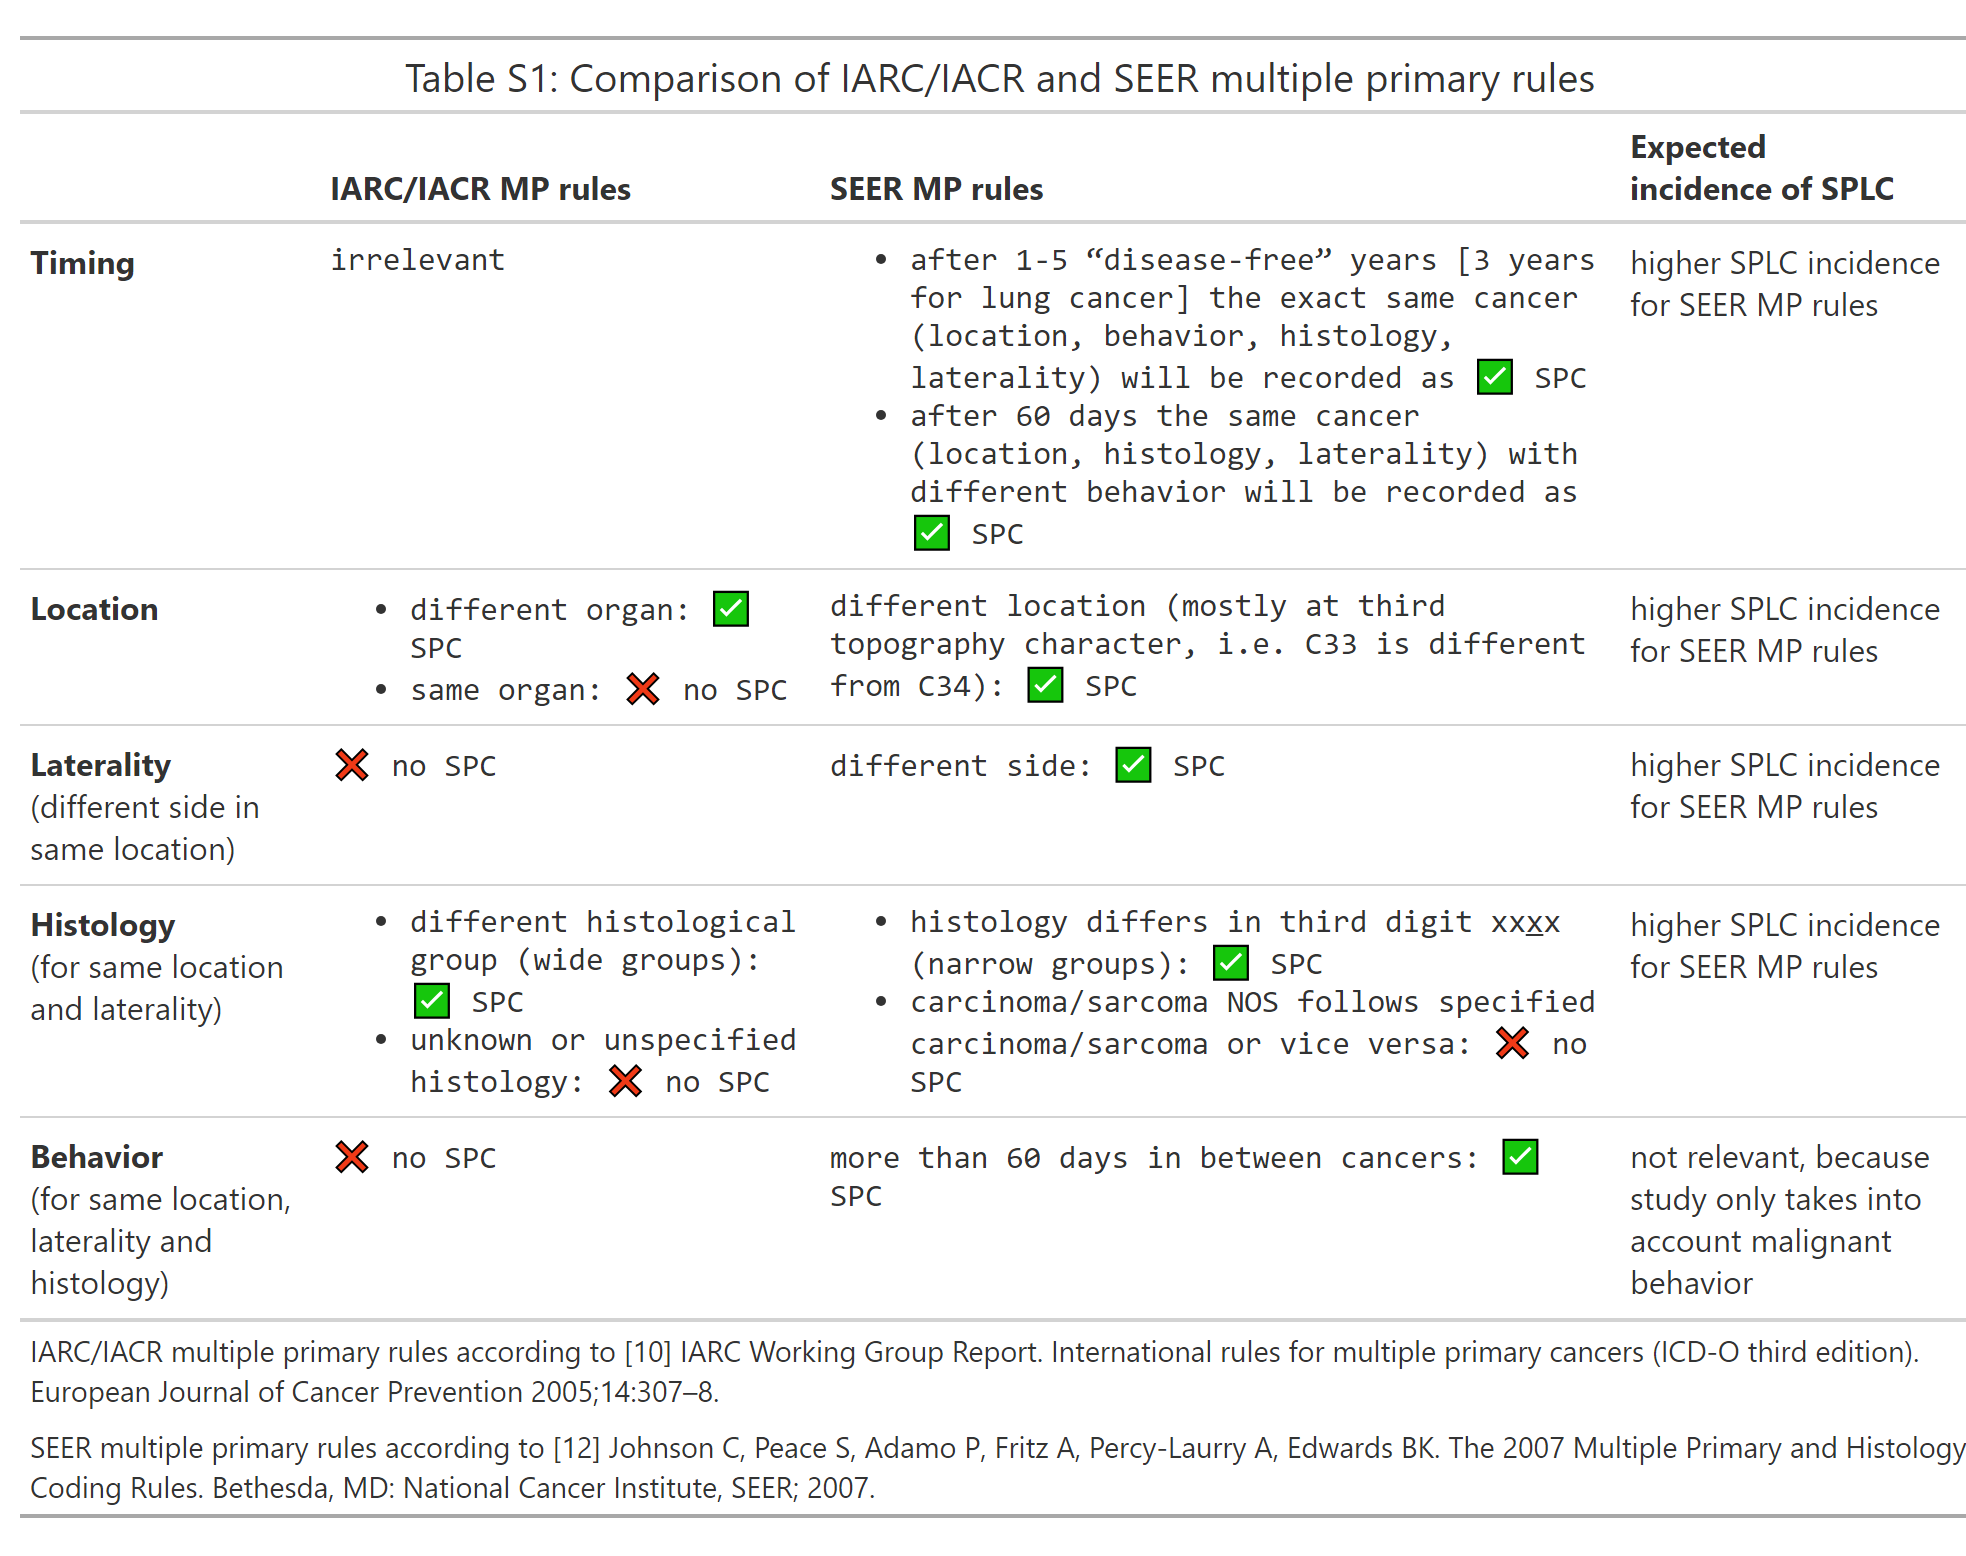 Table S1: Comparison of IARC/IACR and SEER multiple primary rules
IARC/IACR MP rules
SEER MP rules
Expected
incidence of SPLC
Timing
irrelevant
• after 1-5 “disease-free” years [3 years
for lung cancer] the exact same cancer
(location, behavior, histology,
laterality) will be recorded as ✅ SPC
• after 60 days the same cancer
(location, histology, laterality) with
different behavior will be recorded as
✅ SPC
higher SPLC incidence
for SEER MP rules
Location
• different organ: ✅
SPC
• same organ: ❌ no SPC
different location (mostly at third
topography character, i.e. C33 is different
from C34): ✅ SPC
higher SPLC incidence
for SEER MP rules
Laterality
(different side in
same location)
❌ no SPC
different side: ✅ SPC
higher SPLC incidence
for SEER MP rules
Histology
(for same location
and laterality)
• different histological
group (wide groups):
✅ SPC
• unknown or unspecified
histology: ❌ no SPC
• histology differs in third digit xxxx
(narrow groups): ✅ SPC
• carcinoma/sarcoma NOS follows specified
carcinoma/sarcoma or vice versa: ❌ no
SPC
higher SPLC incidence
for SEER MP rules
Behavior
(for same location,
laterality and
histology)
❌ no SPC
more than 60 days in between cancers: ✅
SPC
not relevant, because
study only takes into
account malignant
behavior
IARC/IACR multiple primary rules according to [10] IARC Working Group Report. International rules for multiple primary cancers (ICD-O third edition).
European Journal of Cancer Prevention 2005;14:307–8.
SEER multiple primary rules according to [12] Johnson C, Peace S, Adamo P, Fritz A, Percy-Laurry A, Edwards BK. The 2007 Multiple Primary and Histology
Coding Rules. Bethesda, MD: National Cancer Institute, SEER; 2007.